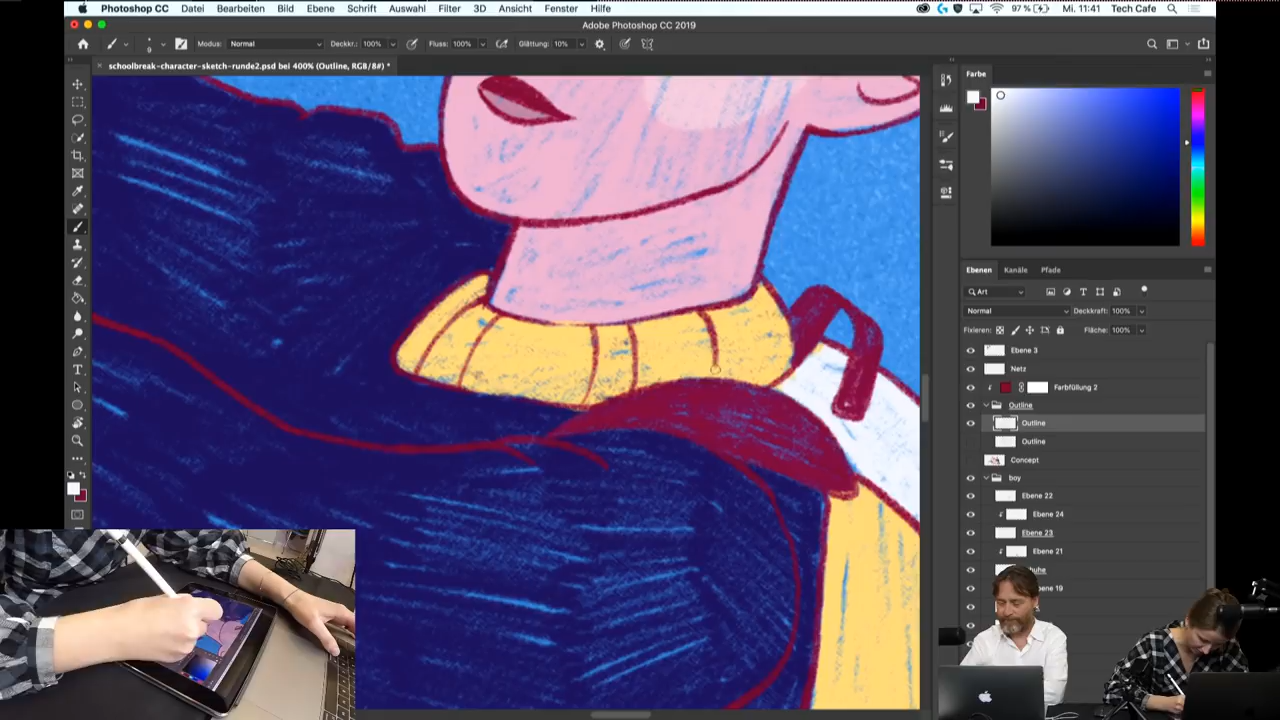 Photoshop CC Datei Bearbeiten Bild Ebene Schrift Auswahl Filter 3D Ansicht Fenster Hilfe 97 % Mi. 11:41 Tech Cafe
Adobe Photoshop CC 2019
9 Modus: Normal Deckkr.: 100% Fluss: 100% Glättung: 10%
schoolbreak-character-sketch-runde2.psd bei 400% (Outline, RGB/8#) *
Farbe
Ebenen Kanäle Pfade
Art
Normal Deckkraft: 100%
Fixieren: Fläche: 100%
Ebene 3
Netz
Farbfüllung 2
Outline
Outline
Outline
Concept
boy
Ebene 22
Ebene 24
Ebene 23
Ebene 21